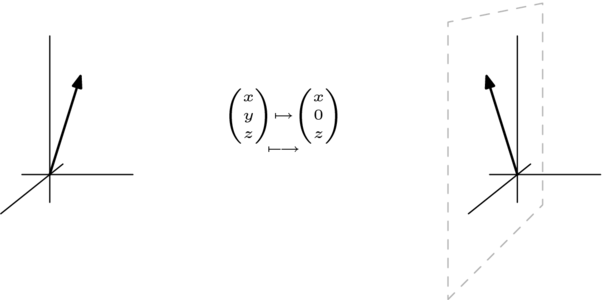 ( x y z ) ↦ ( x 0 z )
⟼